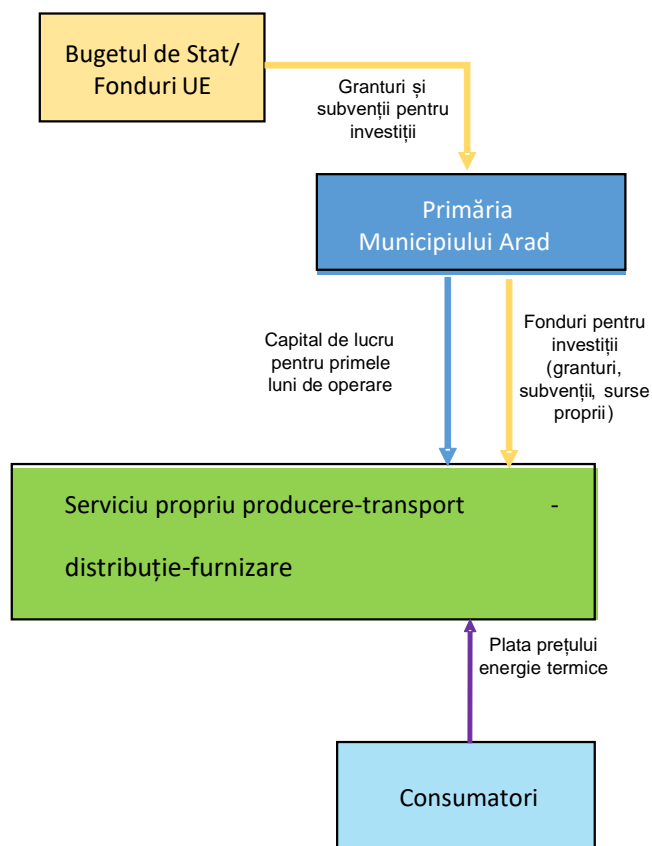 Bugetul de Stat/
Fonduri UE
Granturi și
subvenții pentru
investiții
Primăria
Municipiului Arad
Capital de lucru
pentru primele
luni de operare
Fonduri pentru
investiții
(granturi,
subvenții, surse
proprii)
Serviciu propriu producere-transport -
distribuție-furnizare
Plata prețului
energie termice
Consumatori